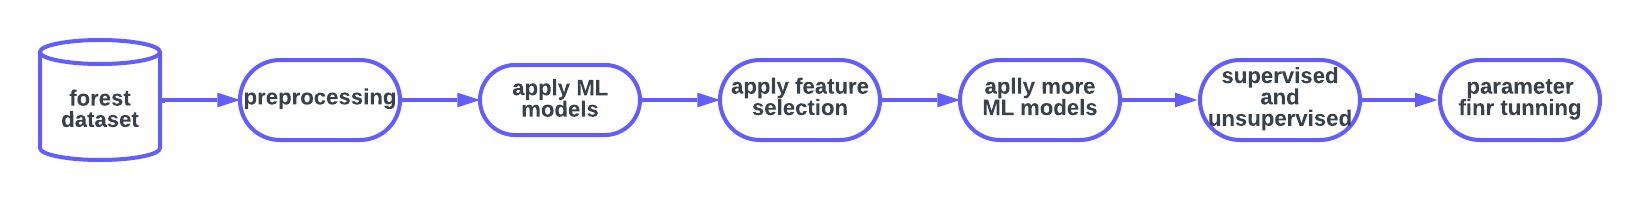 forest
dataset
preprocessing
apply ML
models
apply feature
selection
aplly more
ML models
supervised
and
unsupervised
parameter
finr tunning